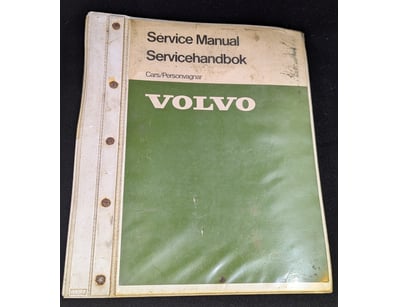 Service Manual
Servicehandbok
Cars/Personvagnar
VOLVO